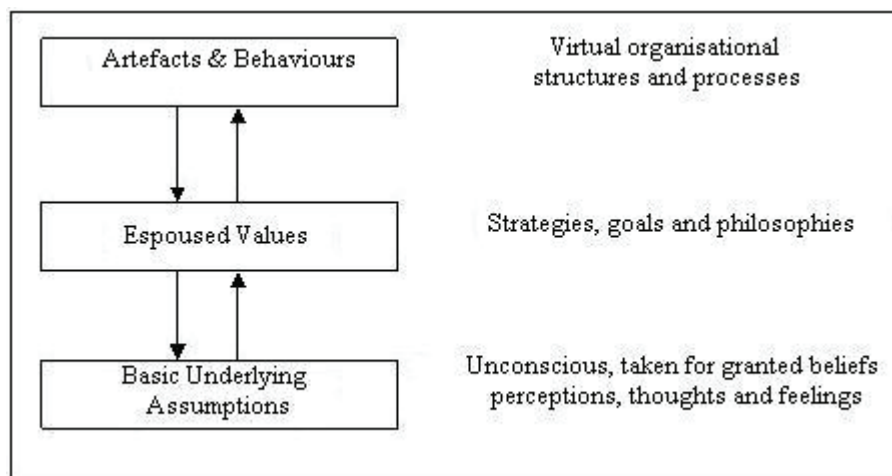 Artefacts & Behaviours
Virtual organisational
structures and processes
Espoused Values
Strategies, goals and philosophies
Basic Underlying
Assumptions
Unconscious, taken for granted beliefs
perceptions, thoughts and feelings